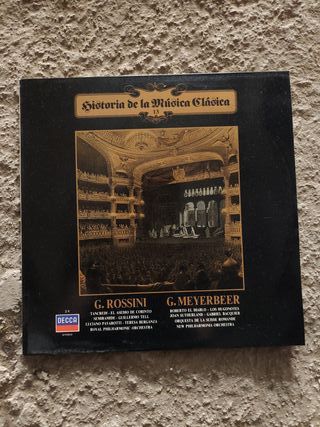 Historia de la Música Clásica
13
G. ROSSINI
TANCREDI - EL ASEDIO DE CORINTO
SEMIRAMIDE - GUILLERMO TELL
LUCIANO PAVAROTTI - TERESA BERGANZA
ROYAL PHILHARMONIC ORCHESTRA
G. MEYERBEER
ROBERTO EL DIABLO - LOS HUGONOTES
JOAN SUTHERLAND - GABRIEL BACQUIER
ORQUESTA DE LA SUISSE ROMANDE
NEW PHILHARMONIA ORCHESTRA
DECCA